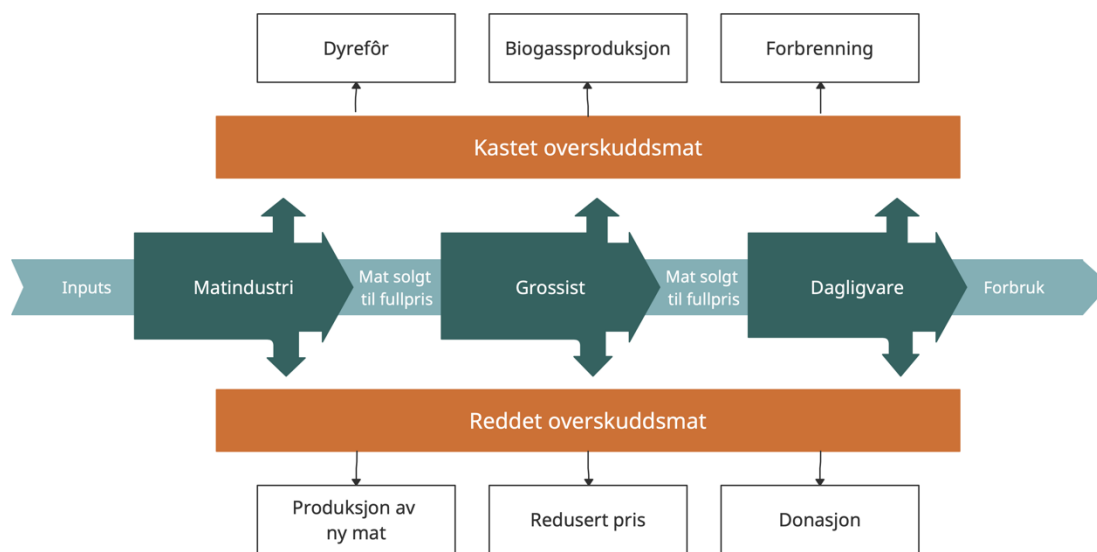 Dyrefôr
Biogassproduksjon
Forbrenning
Kastet overskuddsmat
Inputs
Matindustri
Mat solgt
til fullpris
Grossist
Mat solgt
til fullpris
Dagligvare
Forbruk
Reddet overskuddsmat
Produksjon av
ny mat
Redusert pris
Donasjon